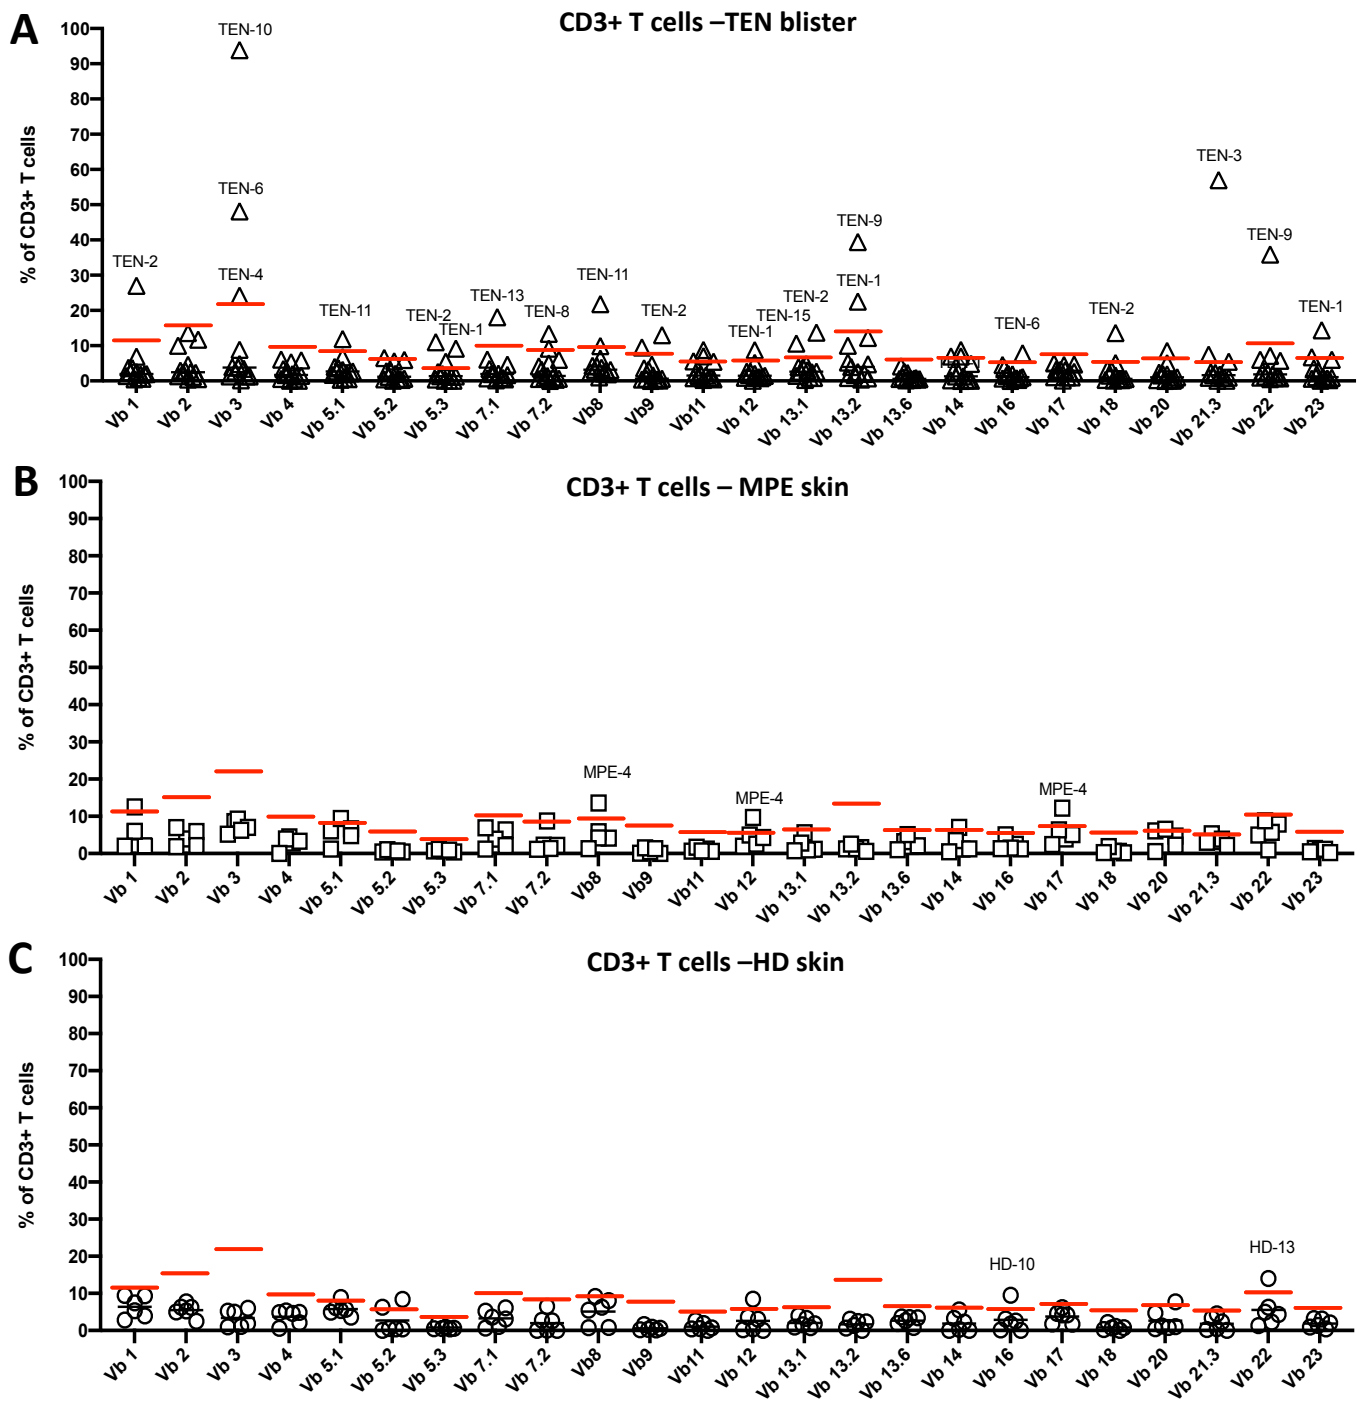 A
CD3+ T cells –TEN blister
% of CD3+ T cells
100
90
80
70
60
50
40
30
20
10
0
TEN-10
TEN-3
TEN-6
TEN-9
TEN-9
TEN-2
TEN-4
TEN-11
TEN-1
TEN-13
TEN-2
TEN-11
TEN-2
TEN-8
TEN-2
TEN-15
TEN-2
TEN-1
TEN-1
TEN-1
TEN-6
Vb 1
Vb 2
Vb 3
Vb 4
Vb 5.1
Vb 5.2
Vb 5.3
Vb 7.1
Vb 7.2
Vb8
Vb9
Vb11
Vb 12
Vb 13.1
Vb 13.2
Vb 13.6
Vb 14
Vb 16
Vb 17
Vb 18
Vb 20
Vb 21.3
Vb 22
Vb 23
B
CD3+ T cells – MPE skin
% of CD3+ T cells
100
90
80
70
60
50
40
30
20
10
0
MPE-4
MPE-4
MPE-4
Vb 1
Vb 2
Vb 3
Vb 4
Vb 5.1
Vb 5.2
Vb 5.3
Vb 7.1
Vb 7.2
Vb8
Vb9
Vb11
Vb 12
Vb 13.1
Vb 13.2
Vb 13.6
Vb 14
Vb 16
Vb 17
Vb 18
Vb 20
Vb 21.3
Vb 22
Vb 23
C
CD3+ T cells –HD skin
% of CD3+ T cells
100
90
80
70
60
50
40
30
20
10
0
HD-10
HD-13
Vb 1
Vb 2
Vb 3
Vb 4
Vb 5.1
Vb 5.2
Vb 5.3
Vb 7.1
Vb 7.2
Vb8
Vb9
Vb11
Vb 12
Vb 13.1
Vb 13.2
Vb 13.6
Vb 14
Vb 16
Vb 17
Vb 18
Vb 20
Vb 21.3
Vb 22
Vb 23